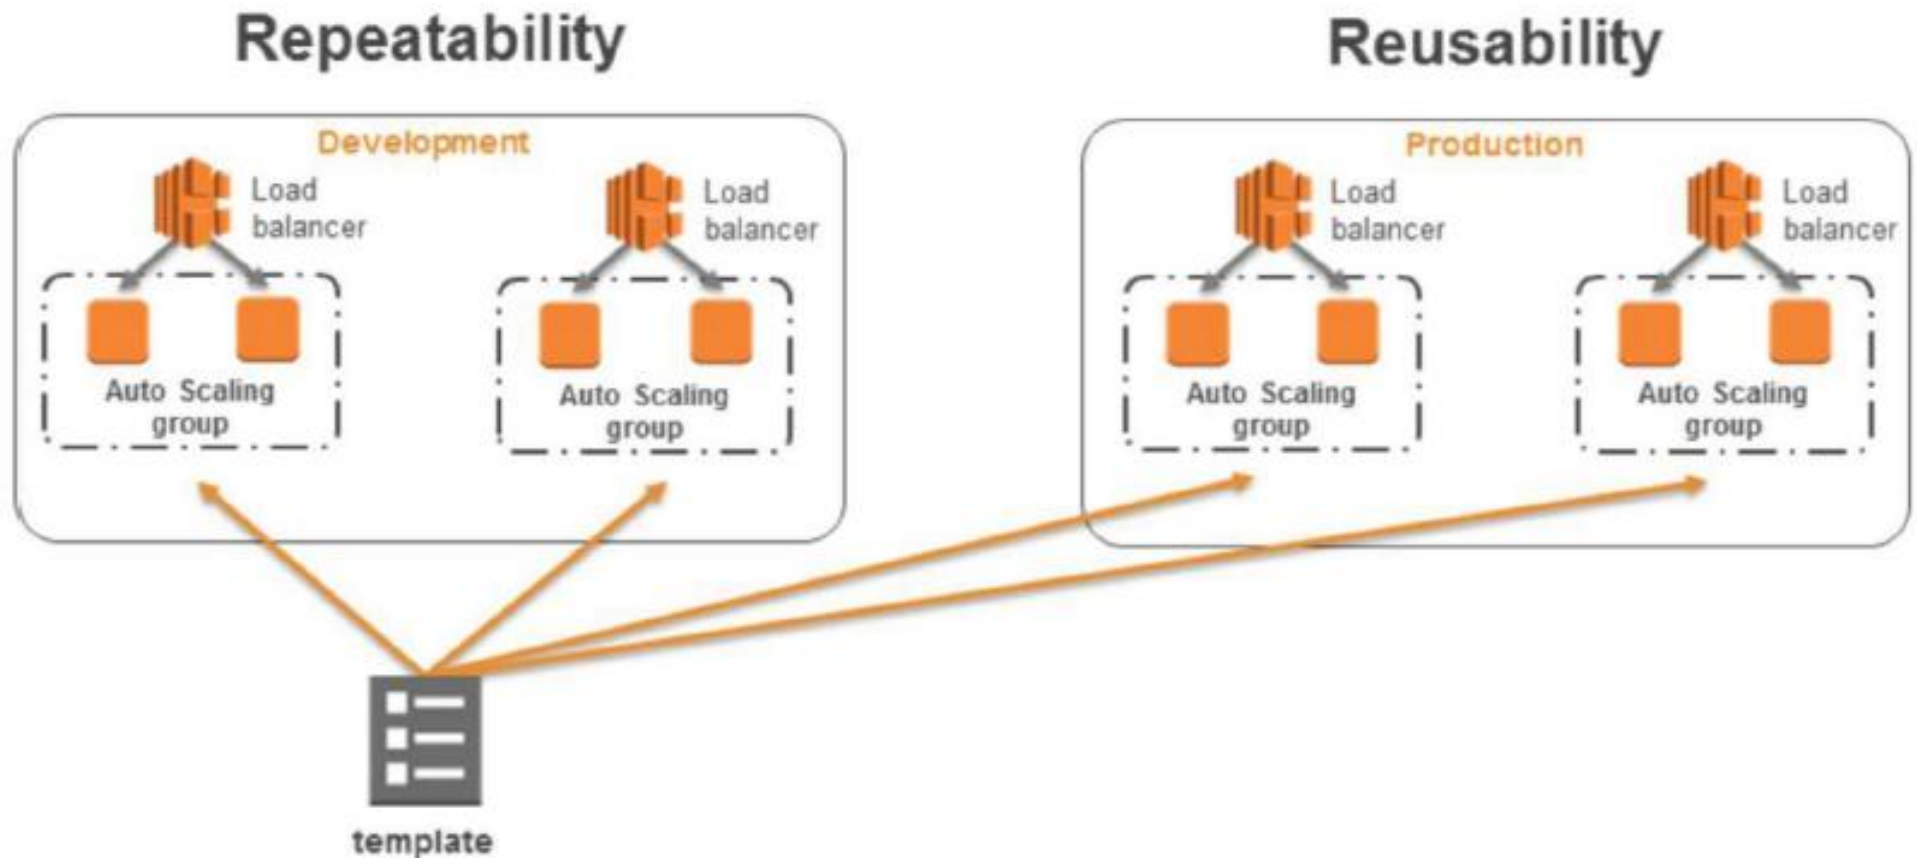 Repeatability
Reusability
Development
Load
balancer
Load
balancer
Auto Scaling
group
Auto Scaling
group
Production
Load
balancer
Load
balancer
Auto Scaling
group
Auto Scaling
group
template